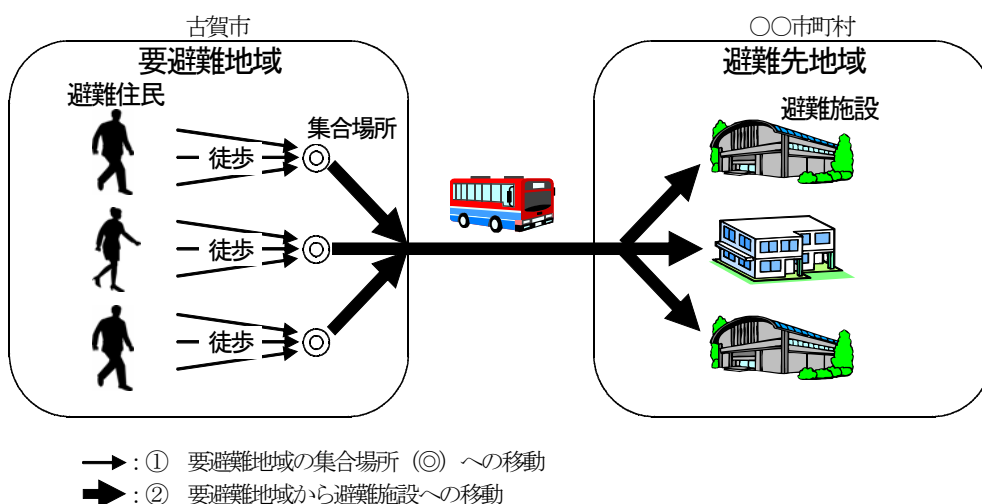 古賀市
○○市町村
要避難地域
避難先地域
避難住民
集合場所
避難施設
徒歩
徒歩
徒歩
：① 要避難地域の集合場所（◎）への移動
：② 要避難地域から避難施設への移動